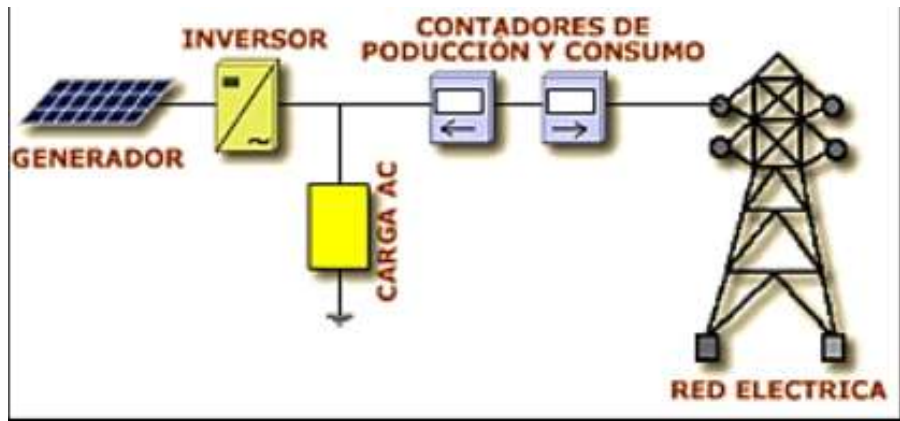 INVERSOR
CONTADORES DE
PODUCCIÓN Y CONSUMO
GENERADOR
CARGA AC
RED ELECTRICA